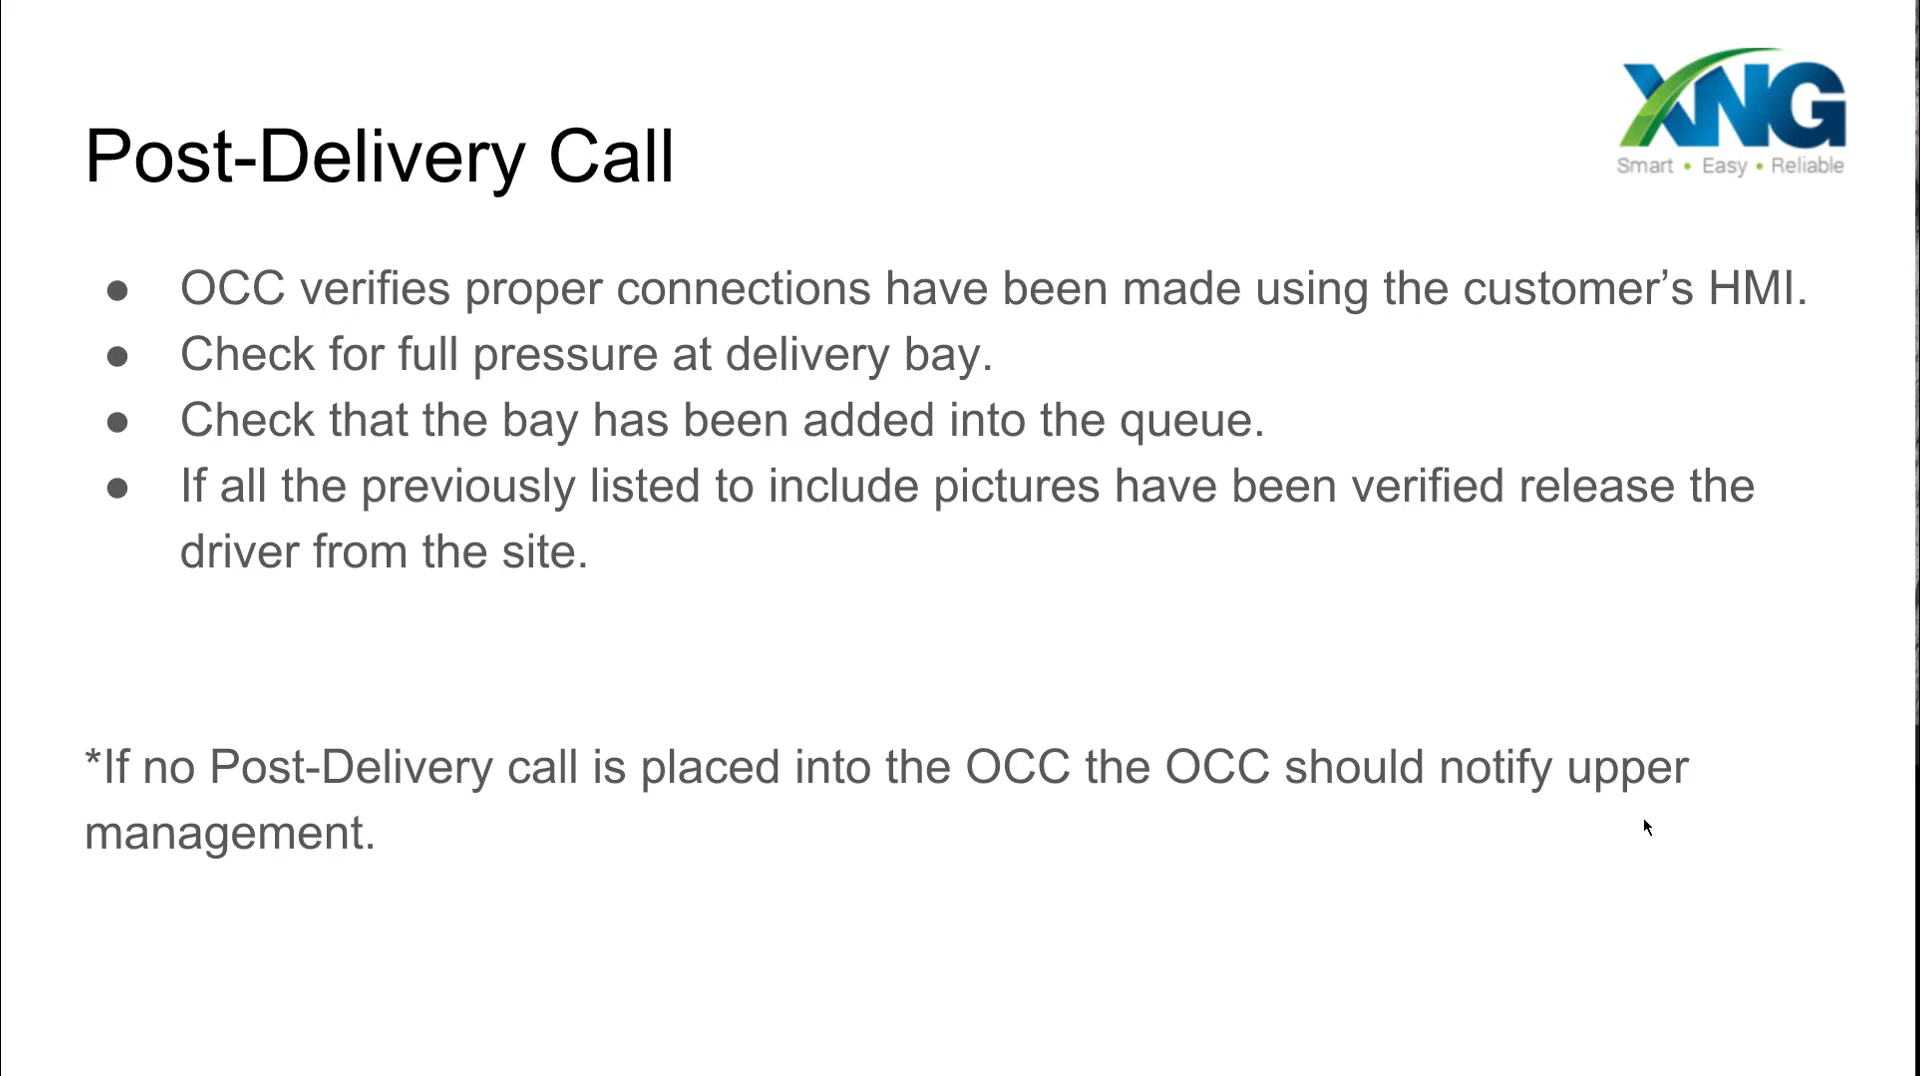 XNG
Smart • Easy • Reliable
Post-Delivery Call
● OCC verifies proper connections have been made using the customer’s HMI.
● Check for full pressure at delivery bay.
● Check that the bay has been added into the queue.
● If all the previously listed to include pictures have been verified release the
driver from the site.
*If no Post-Delivery call is placed into the OCC the OCC should notify upper
management.